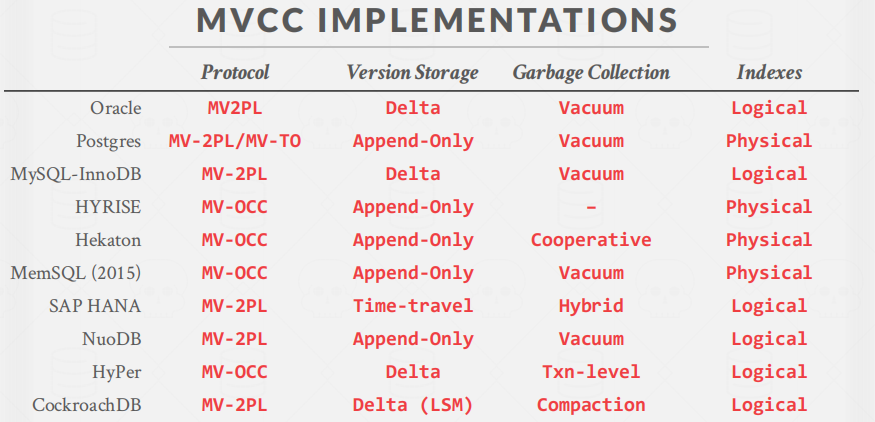 MVCC IMPLEMENTATIONS
Protocol Version Storage Garbage Collection Indexes
Oracle MV2PL Delta Vacuum Logical
Postgres MV-2PL/MV-TO Append-Only Vacuum Physical
MySQL-InnoDB MV-2PL Delta Vacuum Logical
HYRISE MV-OCC Append-Only – Physical
Hekaton MV-OCC Append-Only Cooperative Physical
MemSQL (2015) MV-OCC Append-Only Vacuum Physical
SAP HANA MV-2PL Time-travel Hybrid Logical
NuoDB MV-2PL Append-Only Vacuum Logical
HyPer MV-OCC Delta Txn-level Logical
CockroachDB MV-2PL Delta (LSM) Compaction Logical